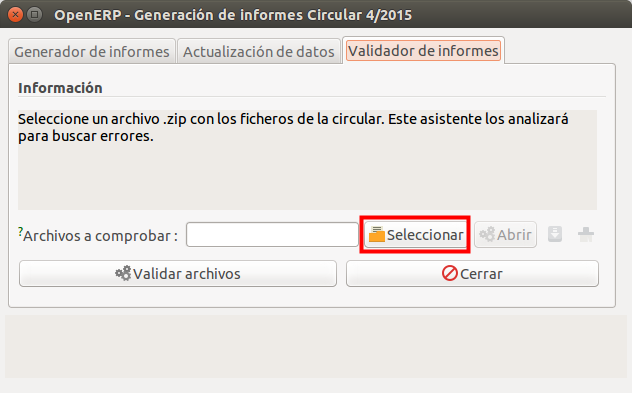 OpenERP - Generación de informes Circular 4/2015
Generador de informes Actualización de datos Validador de informes
Información
Seleccione un archivo .zip con los ficheros de la circular. Este asistente los analizará
para buscar errores.
?Archivos a comprobar : Seleccionar Abrir
Validar archivos Cerrar